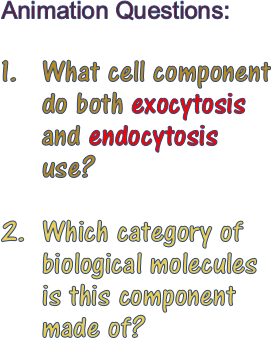 Animation Questions:
1. What cell component
do both exocytosis
and endocytosis
use?
2. Which category of
biological molecules
is this component
made of?